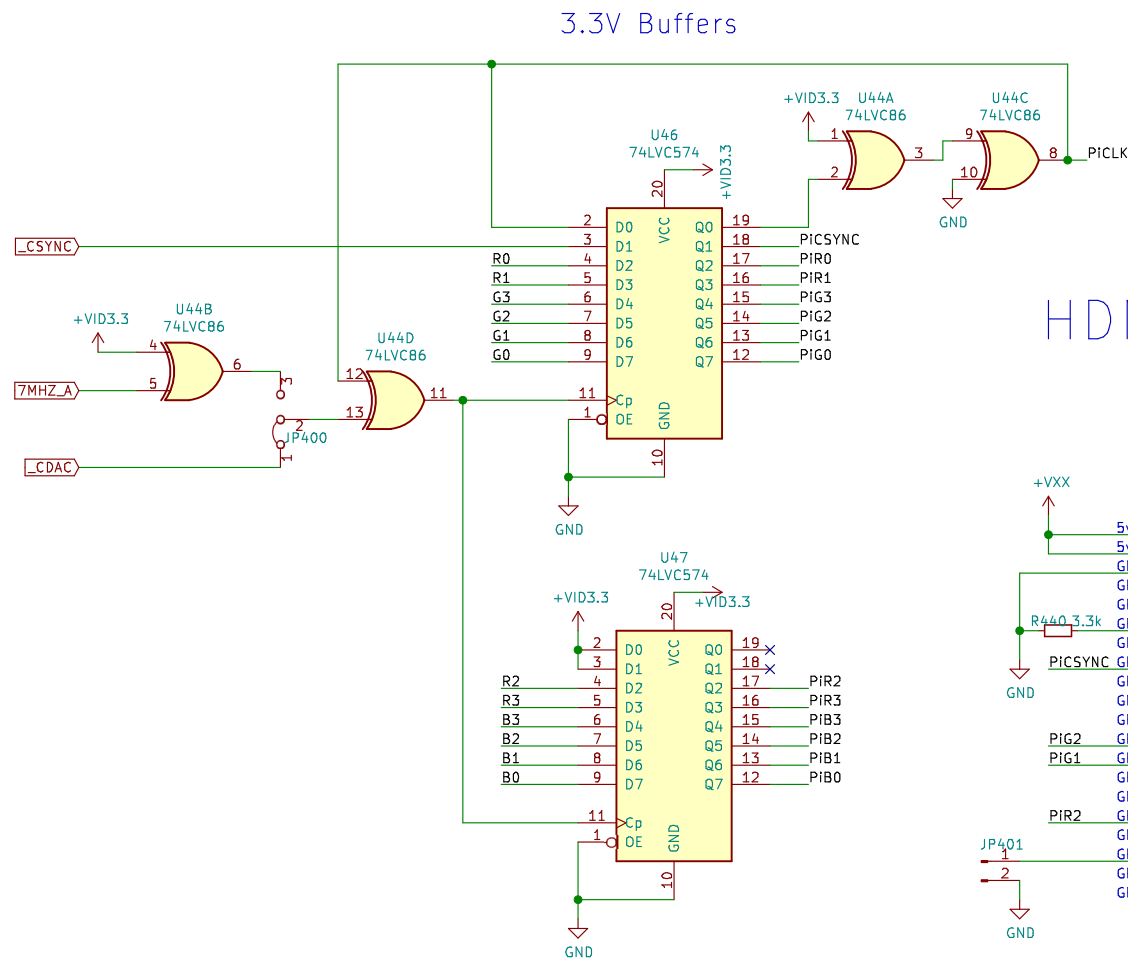 3.3V Buffers
+VID3.3
U44A
74LVC86
1
2
3
U44C
74LVC86
9
10
8
PiCLK
GND
U46
74LVC574
+VID3.3
20
VCC
2 D0 Q0 19
3 D1 Q1 18 PiCSYNC
R0 4 D2 Q2 17 PiR0
R1 5 D3 Q3 16 PiR1
G3 6 D4 Q4 15 PiG3
G2 7 D5 Q5 14 PiG2
G1 8 D6 Q6 13 PiG1
G0 9 D7 Q7 12 PiG0
11 Cp
1 OE
GND
10
GND
_CSYNC
+VID3.3
U44B
74LVC86
4
5
6
7MHZ_A
3
2
JP400
1
_CDAC
U44D
74LVC86
12
13
11
HD
U47
74LVC574
+VID3.3
+VID3.3
20
VCC
2 D0 Q0 19
3 D1 Q1 18
R2 4 D2 Q2 17 PiR2
R3 5 D3 Q3 16 PiR3
B3 6 D4 Q4 15 PiB3
B2 7 D5 Q5 14 PiB2
B1 8 D6 Q6 13 PiB1
B0 9 D7 Q7 12 PiB0
11 Cp
1 OE
GND
10
GND
+VXX
R440 3.3k
GND
PiCSYNC
PiG2
PiG1
PiR2
JP401
1
2
GND